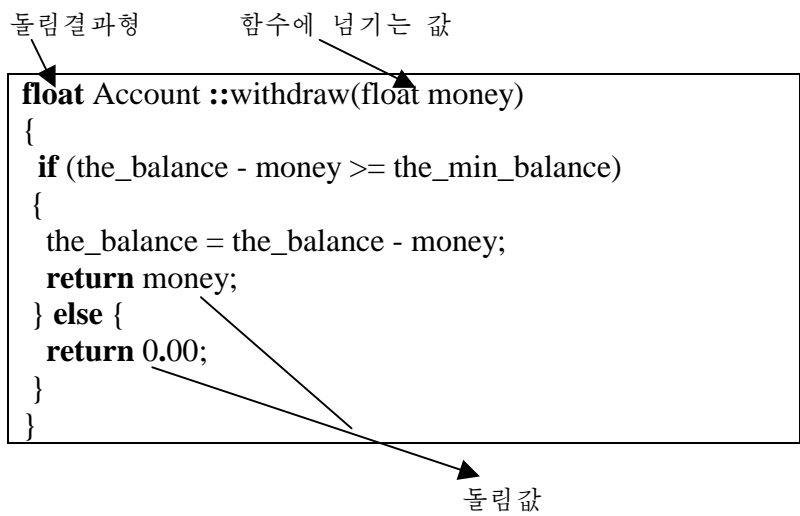 돌림결과형 함수에 넘기는 값
float Account ::withdraw(float money)
{
if (the_balance - money >= the_min_balance)
{
the_balance = the_balance - money;
return money;
} else {
return 0.00;
}
}
돌림값